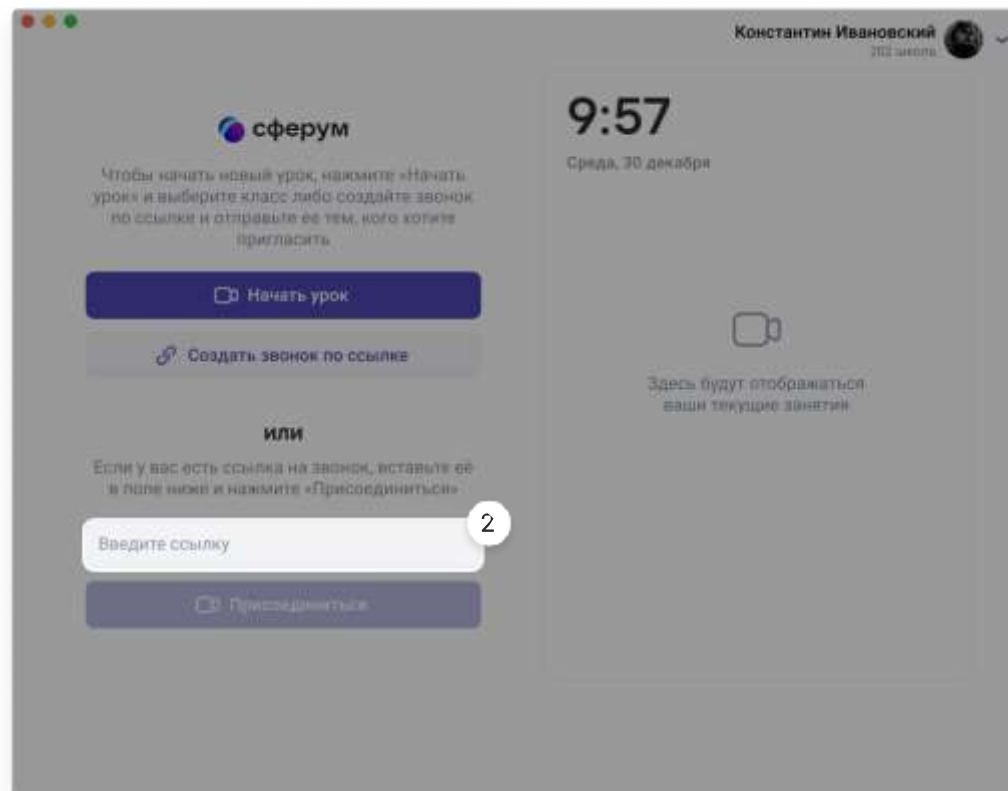 Константин Ивановский
202 школа
сферум
Чтобы начать новый урок, нажмите «Начать
урок» и выберите класс либо создайте звонок
по ссылке и отправьте ее тем, кого хотите
пригласить
Начать урок
Создать звонок по ссылке
или
Если у вас есть ссылка на звонок, вставьте её
в поле ниже и нажмите «Присоединиться»
2
Введите ссылку
Присоединиться
9:57
Среда, 30 декабря
Здесь будут отображаться
ваши текущие занятия